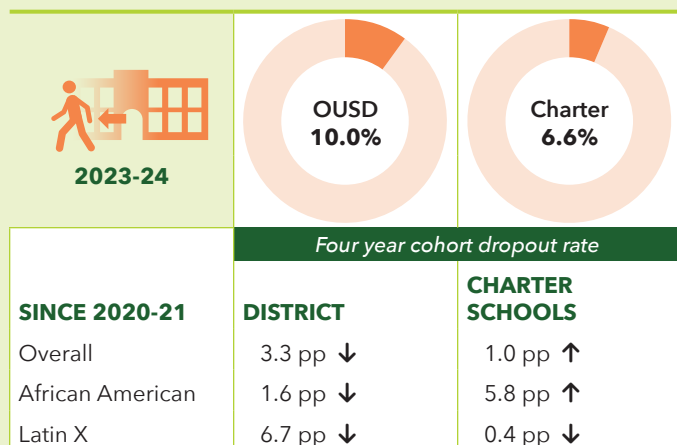 2023-24
OUSD
10.0%
Charter
6.6%
Four year cohort dropout rate
SINCE 2020-21 DISTRICT CHARTER SCHOOLS
Overall 3.3 pp ↓ 1.0 pp ↑
African American 1.6 pp ↓ 5.8 pp ↑
Latin X 6.7 pp ↓ 0.4 pp ↓